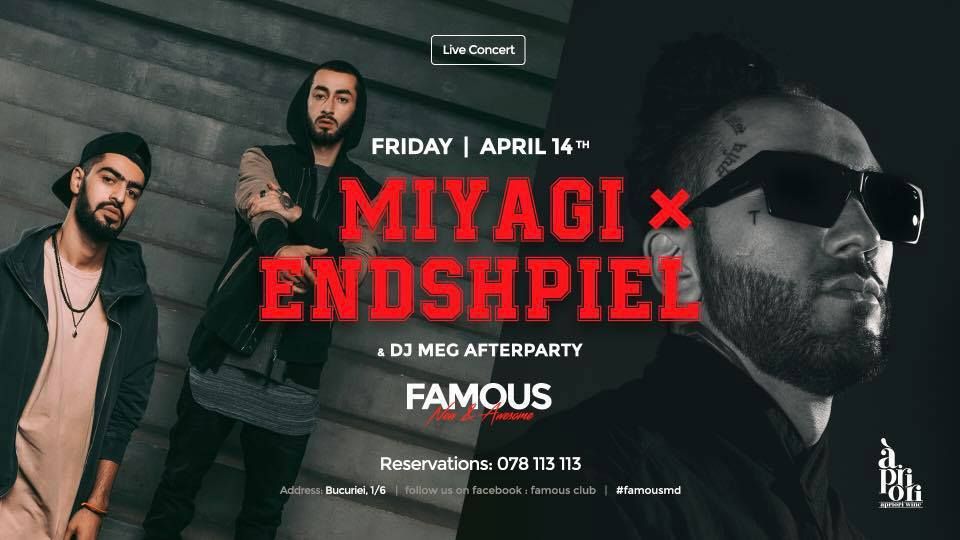 Live Concert
FRIDAY | APRIL 14TH
MIYAGI ×
ENDSHPIEL
& DJ MEG AFTERPARTY
FAMOUS
New & Awesome
Reservations: 078 113 113
Address: Bucuriei, 1/6 | follow us on facebook : famous club | #famousmd
à
pri
ori
apriori wine
T